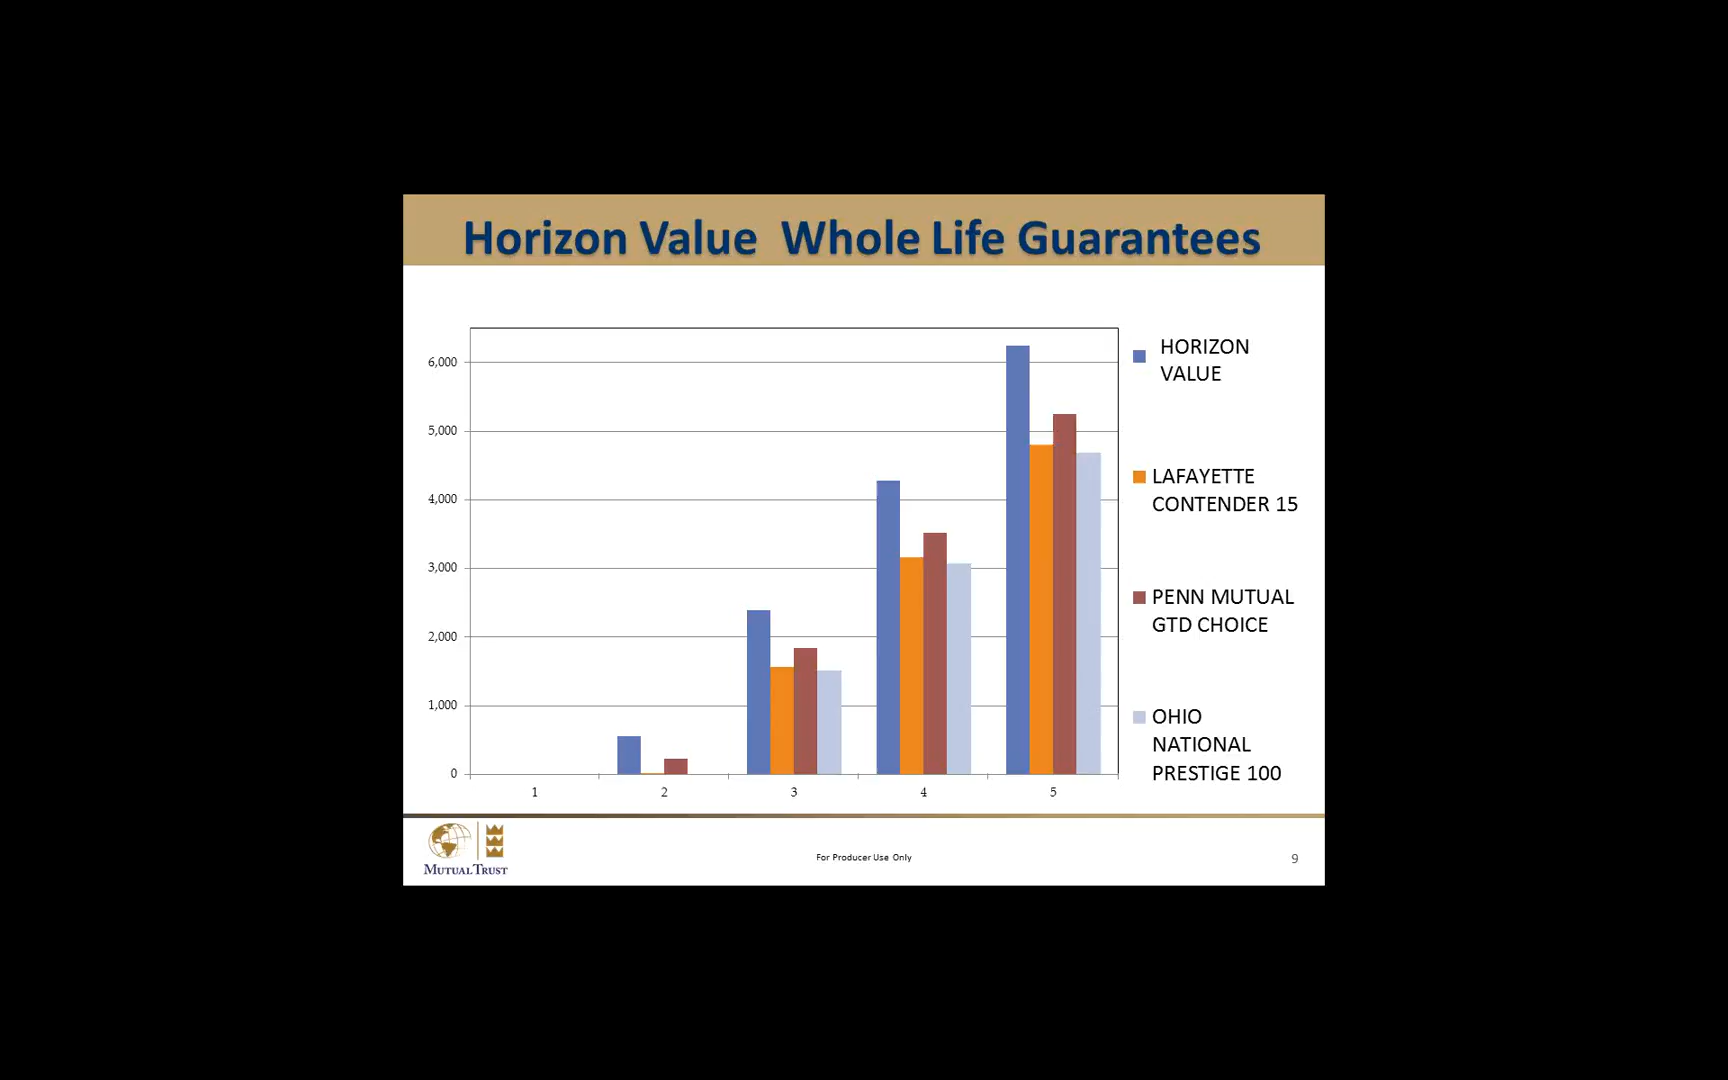 Horizon Value  Whole Life Guarantees
6,000
5,000
4,000
3,000
2,000
1,000
0
1 2 3 4 5
HORIZON
VALUE
LAFAYETTE
CONTENDER 15
PENN MUTUAL
GTD CHOICE
OHIO
NATIONAL
PRESTIGE 100
MUTUAL TRUST
For Producer Use Only
9